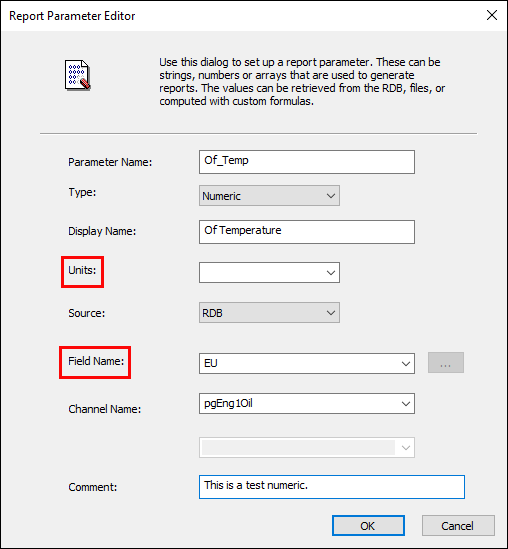 Report Parameter Editor
Use this dialog to set up a report parameter. These can be
strings, numbers or arrays that are used to generate
reports. The values can be retrieved from the RDB, files, or
computed with custom formulas.
Parameter Name: Of_Temp
Type: Numeric
Display Name: Of Temperature
Units:
Source: RDB
Field Name: EU ...
Channel Name: pgEng1Oil
Comment: This is a test numeric.
OK Cancel